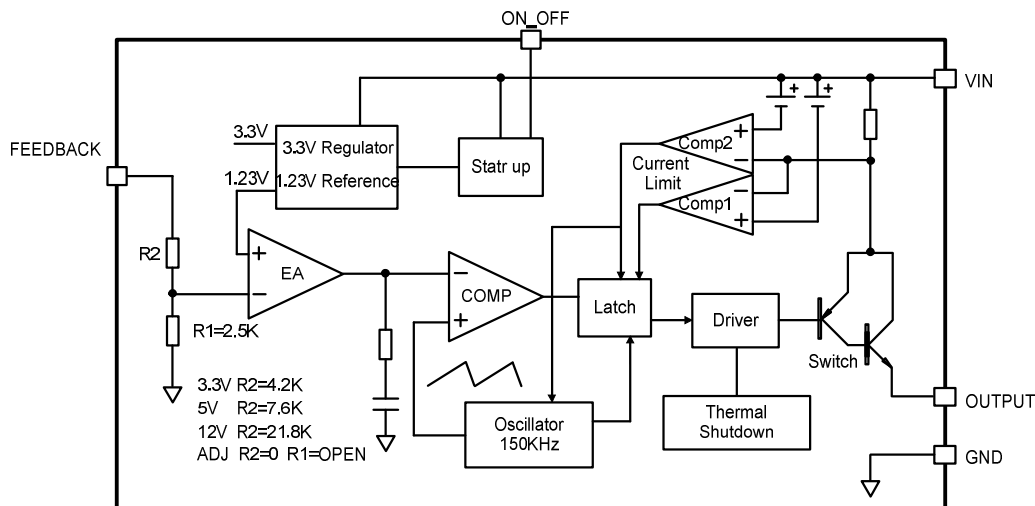 ON_OFF
VIN
3.3V
3.3V Regulator
FEEDBACK
1.23V
1.23V Reference
Statr up
Comp2
Current
Limit
Comp1
+
−
−
+
+
+
R2
+
EA
−
−
COMP
+
Latch
Driver
Switch
R1=2.5K
3.3V R2=4.2K
5V R2=7.6K
12V R2=21.8K
ADJ R2=0 R1=OPEN
Oscillator
150KHz
Thermal
Shutdown
OUTPUT
GND